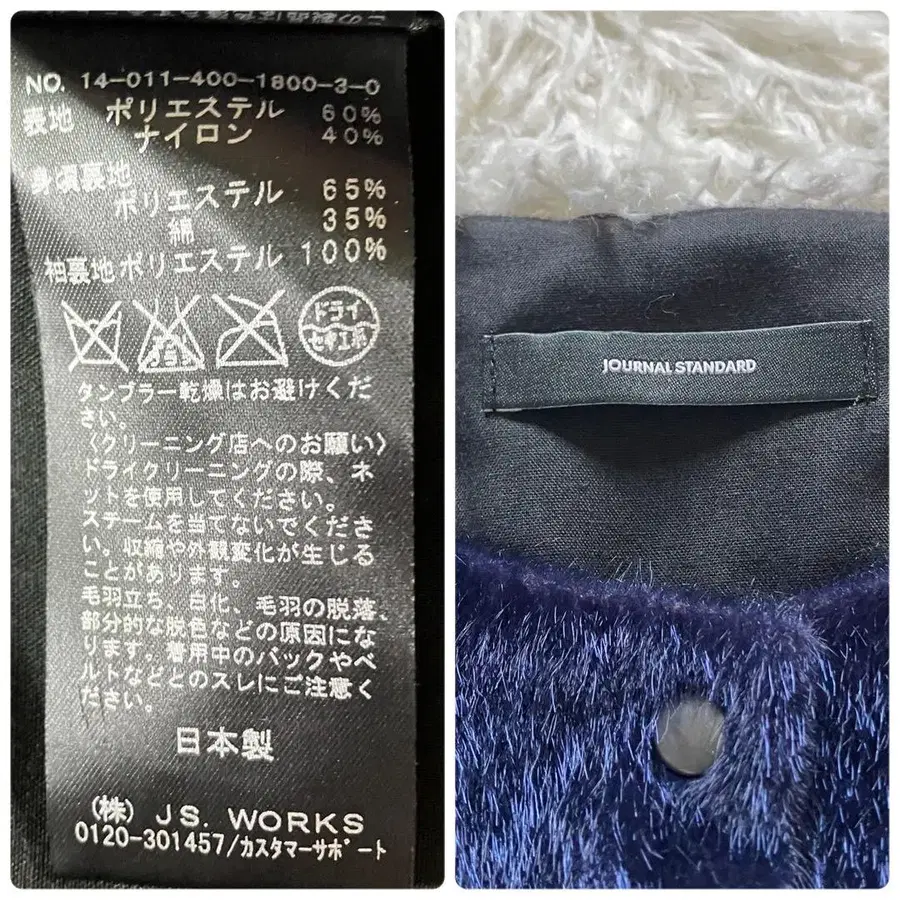 NO. 14-011-400-1800-3-0
表地 ポリエステル 60%
ナイロン 40%
身頃裏地
ポリエステル 65%
綿 35%
袖裏地 ポリエステル 100%
ドライ
セキユ系
タンブラー乾燥はお避けくだ
さい。
〈クリーニング店へのお願い〉
ドライクリーニングの際、ネ
ットを使用してください。
スチームを当てないでくださ
い。収縮や外観変化が生じる
ことがあります。
毛羽立ち、白化、毛羽の脱落、
部分的な脱色などの原因にな
ります。着用中のバックやベ
ルトなどとのスレにご注意く
ださい。
日本製
(株) J.S. WORKS
0120-301457/カスタマーサポート
JOURNAL STANDARD